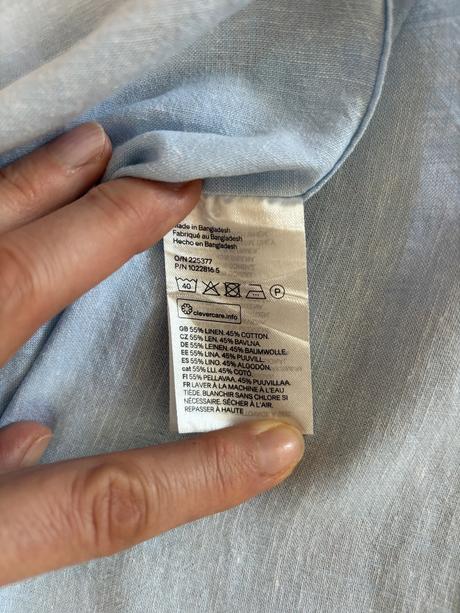 Made in Bangladesh
Fabriqué au Bangladesh
Hecho en Bangladesh
O/N 225377
P/N 1022816 5
40
P
clevercare.info
GB 55% LINEN. 45% COTTON.
CZ 55% LEN. 45% BAVLNA.
DE 55% LEINEN. 45% BAUMWOLLE.
EE 55% LINA. 45% PUUVILL.
ES 55% LINO. 45% ALGODÓN.
cat 55% LLI. 45% COTÓ.
FI 55% PELLAVAA. 45% PUUVILLAA.
FR LAVER À LA MACHINE À L'EAU
TIÈDE. BLANCHIR SANS CHLORE SI
NÉCESSAIRE. SÉCHER À L'AIR.
REPASSER À HAUTE